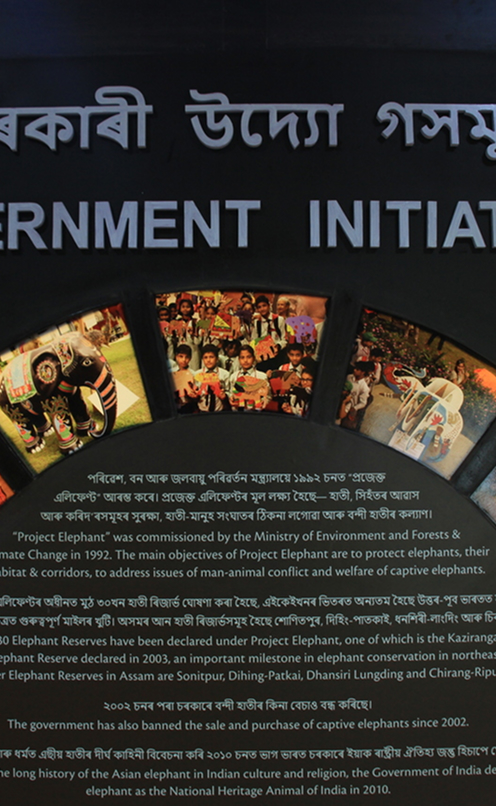 ৰকাৰী উদ্যো গসমূ
ERNMENT INITIAT
পৰিৱেশ, বন আৰু জলবায়ু পৰিৱৰ্তন মন্ত্ৰ্যালয়ে ১৯৯২ চনত “প্ৰজেক্ত
এলিফেণ্ট” আৰম্ভ কৰে। প্ৰজেক্ত এলিফেণ্টৰ মূল লক্ষ্য হৈছে— হাতী, সিহঁতৰ আৱাস
আৰু কৰিদ'ৰসমূহৰ সুৰক্ষা, হাতী-মানুহ সংঘাতৰ ঠিকনা লগোৱা আৰু বন্দী হাতীৰ কল্যাণ।
“Project Elephant” was commissioned by the Ministry of Environment and Forests &
mate Change in 1992. The main objectives of Project Elephant are to protect elephants, their
abitat & corridors, to address issues of man-animal conflict and welfare of captive elephants.
এলিফেণ্টৰ অধীনত মুঠ ৩০খন হাতী ৰিজাৰ্ভ ঘোষণা কৰা হৈছে, এইকেইখনৰ ভিতৰত অন্যতম হৈছে উত্তৰ-পূব ভাৰতত
ত্ৰত গুৰুত্বপূৰ্ণ মাইলৰ খুটি। অসমৰ আন হাতী ৰিজাৰ্ভসমূহ হৈছে শোণিতপুৰ, দিহিং-পাতকাই, ধনশিৰী-লাংদিং আৰু চি
30 Elephant Reserves have been declared under Project Elephant, one of which is the Kaziranga
ephant Reserve declared in 2003, an important milestone in elephant conservation in northeas
er Elephant Reserves in Assam are Sonitpur, Dihing-Patkai, Dhansiri Lungding and Chirang-Ripu
২০০২ চনৰ পৰা চৰকাৰে বন্দী হাতীৰ কিনা বেচাও বন্ধ কৰিছে।
The government has also banned the sale and purchase of captive elephants since 2002.
আৰু ধৰ্মত এছীয় হাতীৰ দীৰ্ঘ কাহিনী বিবেচনা কৰি ২০১০ চনত ভাগ ভাৰত চৰকাৰে ইয়াক ৰাষ্ট্ৰীয় ঐতিহ্য জন্তু হিচাপে
he long history of the Asian elephant in Indian culture and religion, the Government of India de
elephant as the National Heritage Animal of India in 2010.